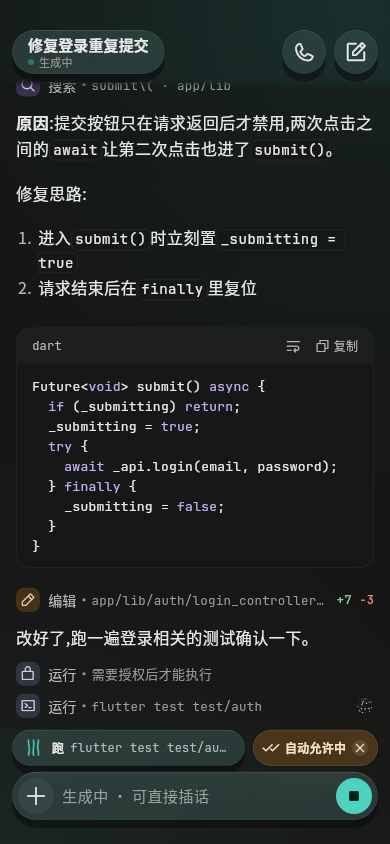 修复登录重复提交
生成中
搜索 · submit\( · app/lib
原因:提交按钮只在请求返回后才禁用,两次点击之
间的 await 让第二次点击也进了 submit()。
修复思路:
1. 进入 submit() 时立刻置 _submitting =
true
2. 请求结束后在 finally 里复位
dart 复制
Future<void> submit() async {
  if (_submitting) return;
  _submitting = true;
  try {
    await _api.login(email, password);
  } finally {
    _submitting = false;
  }
}
编辑 · app/lib/auth/login_controller… +7 -3
改好了,跑一遍登录相关的测试确认一下。
运行 · 需要授权后才能执行
运行 · flutter test test/auth
跑 flutter test test/au… 自动允许中
生成中 · 可直接插话